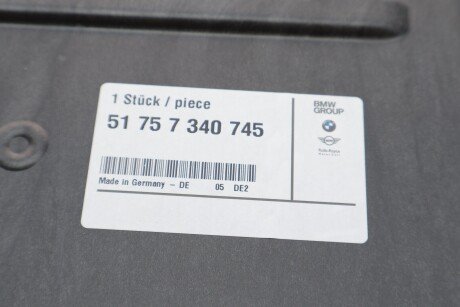 1 Stück / piece
51 75 7 340 745
Made in Germany – DE 05 DE2
BMW
GROUP